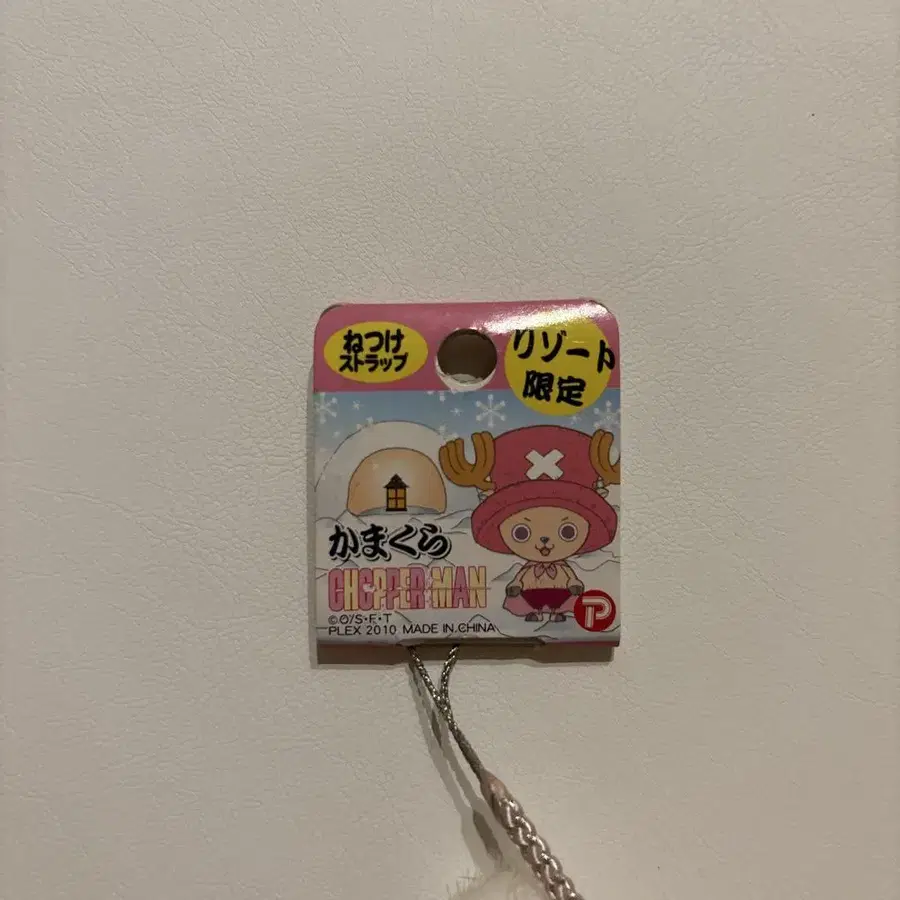 ねつけ
ストラップ
リゾート
限定
かまくら
CHOPPER MAN
©O/S・F・T
PLEX 2010 MADE IN CHINA